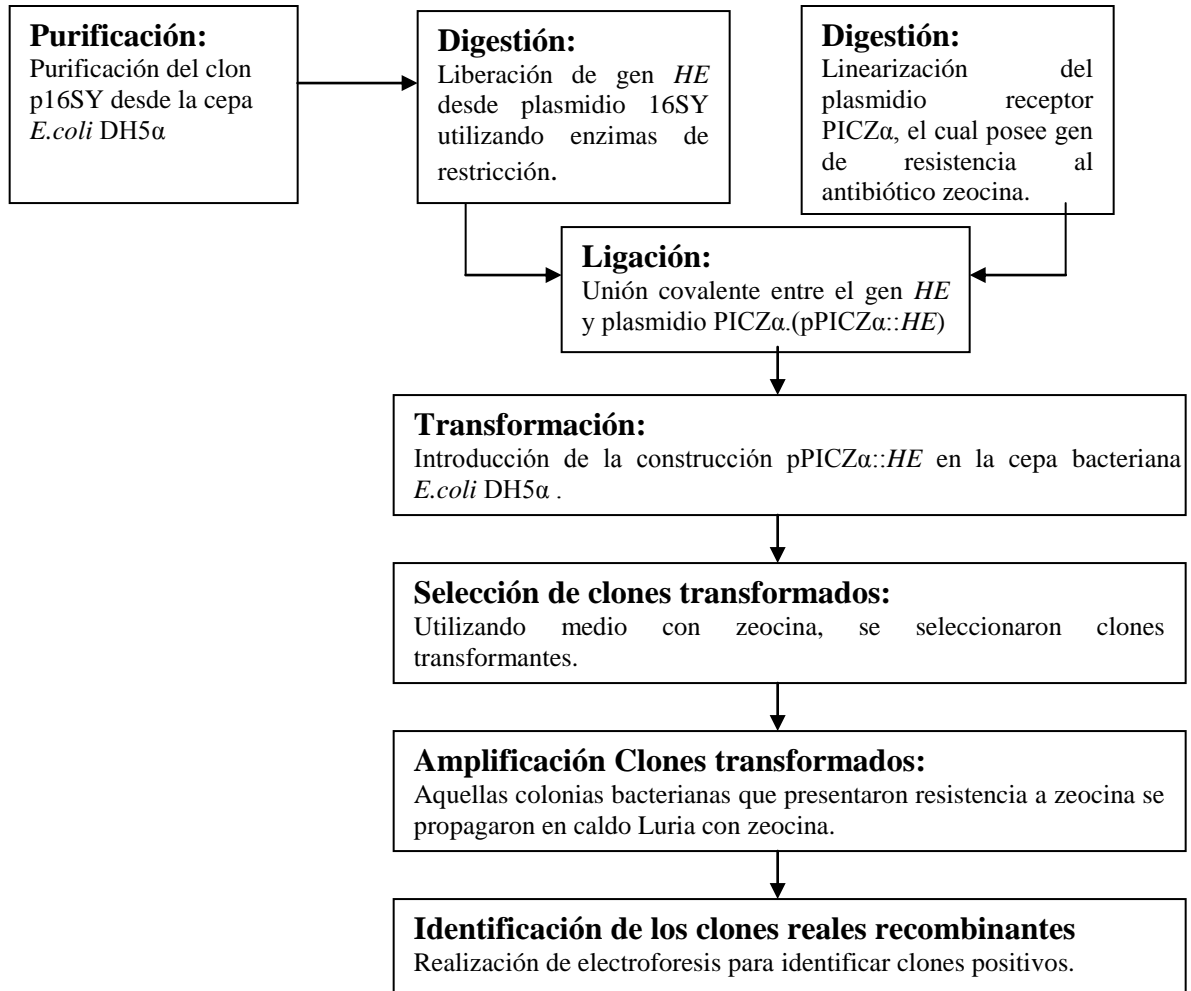 Purificación:
Purificación del clon
p16SY desde la cepa
E.coli DH5α
Digestión:
Liberación de gen HE
desde plasmidio 16SY
utilizando enzimas de
restricción.
Digestión:
Linearización del
plasmidio receptor
PICZα, el cual posee gen
de resistencia al
antibiótico zeocina.
Ligación:
Unión covalente entre el gen HE
y plasmidio PICZα.(pPICZα::HE)
Transformación:
Introducción de la construcción pPICZα::HE en la cepa bacteriana
E.coli DH5α .
Selección de clones transformados:
Utilizando medio con zeocina, se seleccionaron clones
transformantes.
Amplificación Clones transformados:
Aquellas colonias bacterianas que presentaron resistencia a zeocina se
propagaron en caldo Luria con zeocina.
Identificación de los clones reales recombinantes
Realización de electroforesis para identificar clones positivos.